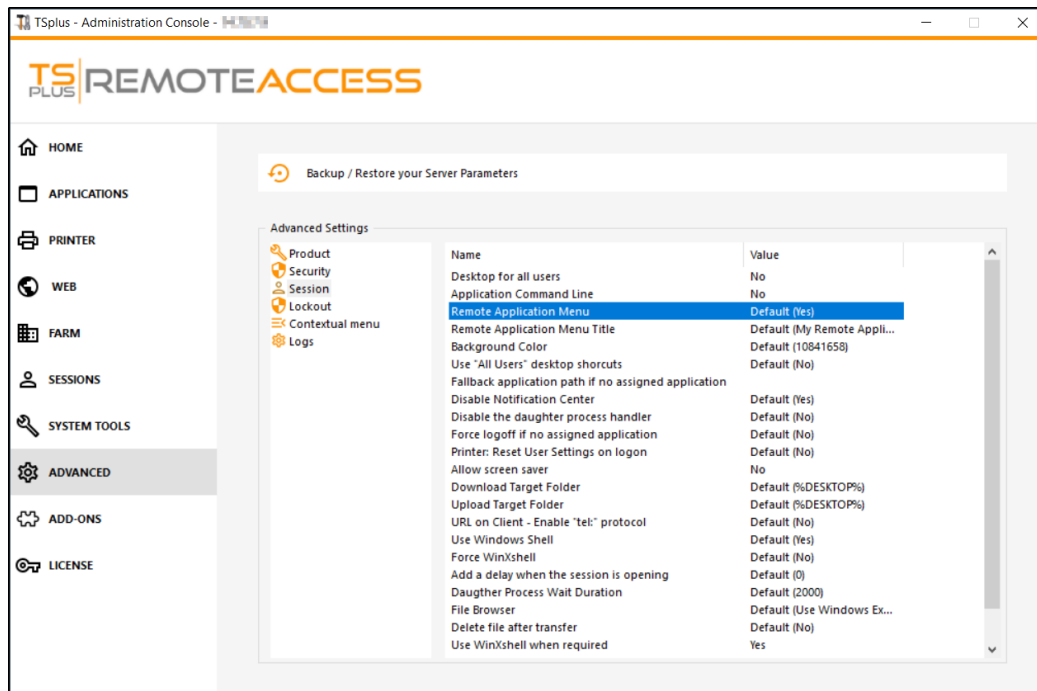 TSplus - Administration Console -
TS PLUS REMOTE ACCESS
HOME
APPLICATIONS
PRINTER
WEB
FARM
SESSIONS
SYSTEM TOOLS
ADVANCED
ADD-ONS
LICENSE
Backup / Restore your Server Parameters
Advanced Settings
Product
Security
Session
Lockout
Contextual menu
Logs
Name Value
Desktop for all users No
Application Command Line No
Remote Application Menu Default (Yes)
Remote Application Menu Title Default (My Remote Appli...
Background Color Default (10841658)
Use "All Users" desktop shorcuts Default (No)
Fallback application path if no assigned application
Disable Notification Center Default (Yes)
Disable the daughter process handler Default (No)
Force logoff if no assigned application Default (No)
Printer: Reset User Settings on logon Default (No)
Allow screen saver No
Download Target Folder Default (%DESKTOP%)
Upload Target Folder Default (%DESKTOP%)
URL on Client - Enable "tel:" protocol Default (No)
Use Windows Shell Default (Yes)
Force WinXshell Default (No)
Add a delay when the session is opening Default (0)
Daugther Process Wait Duration Default (2000)
File Browser Default (Use Windows Ex...
Delete file after transfer Default (No)
Use WinXshell when required Yes